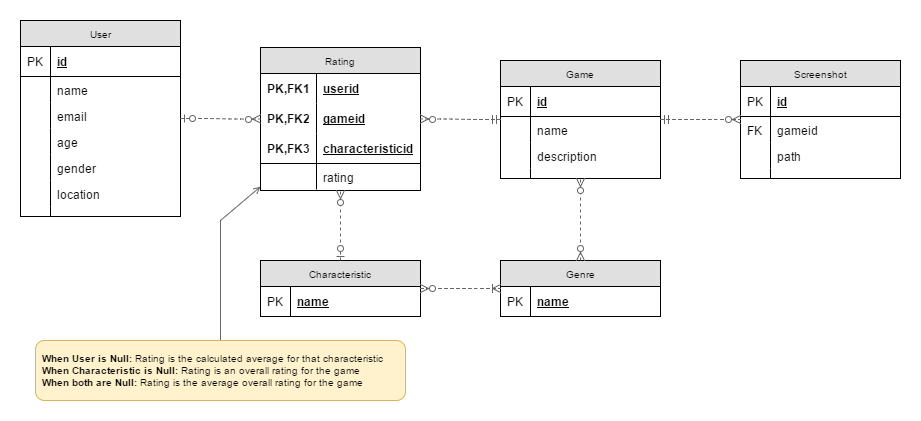 User
PK id
name
email
age
gender
location
Rating
PK,FK1 userid
PK,FK2 gameid
PK,FK3 characteristicid
rating
Game
PK id
name
description
Screenshot
PK id
FK gameid
path
Characteristic
PK name
Genre
PK name
When User is Null: Rating is the calculated average for that characteristic
When Characteristic is Null: Rating is an overall rating for the game
When both are Null: Rating is the average overall rating for the game